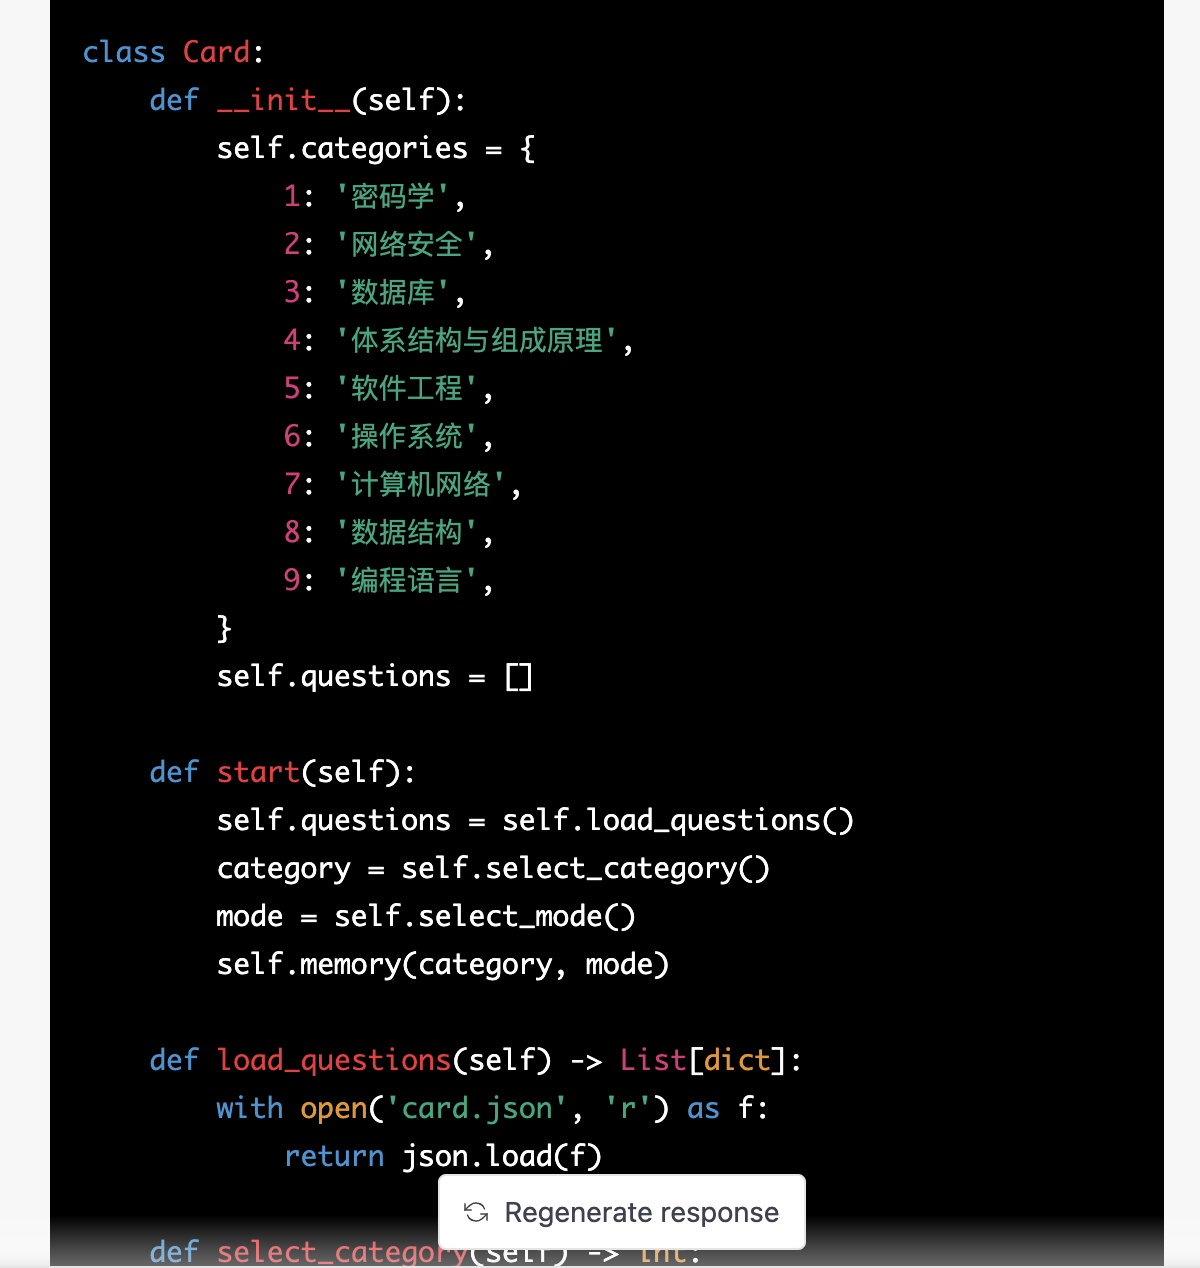 class Card:
    def __init__(self):
        self.categories = {
            1: '密码学',
            2: '网络安全',
            3: '数据库',
            4: '体系结构与组成原理',
            5: '软件工程',
            6: '操作系统',
            7: '计算机网络',
            8: '数据结构',
            9: '编程语言',
        }
        self.questions = []
    def start(self):
        self.questions = self.load_questions()
        category = self.select_category()
        mode = self.select_mode()
        self.memory(category, mode)
    def load_questions(self) -> List[dict]:
        with open('card.json', 'r') as f:
            return json.load(f)
Regenerate response
    def select_category(self) -> int: